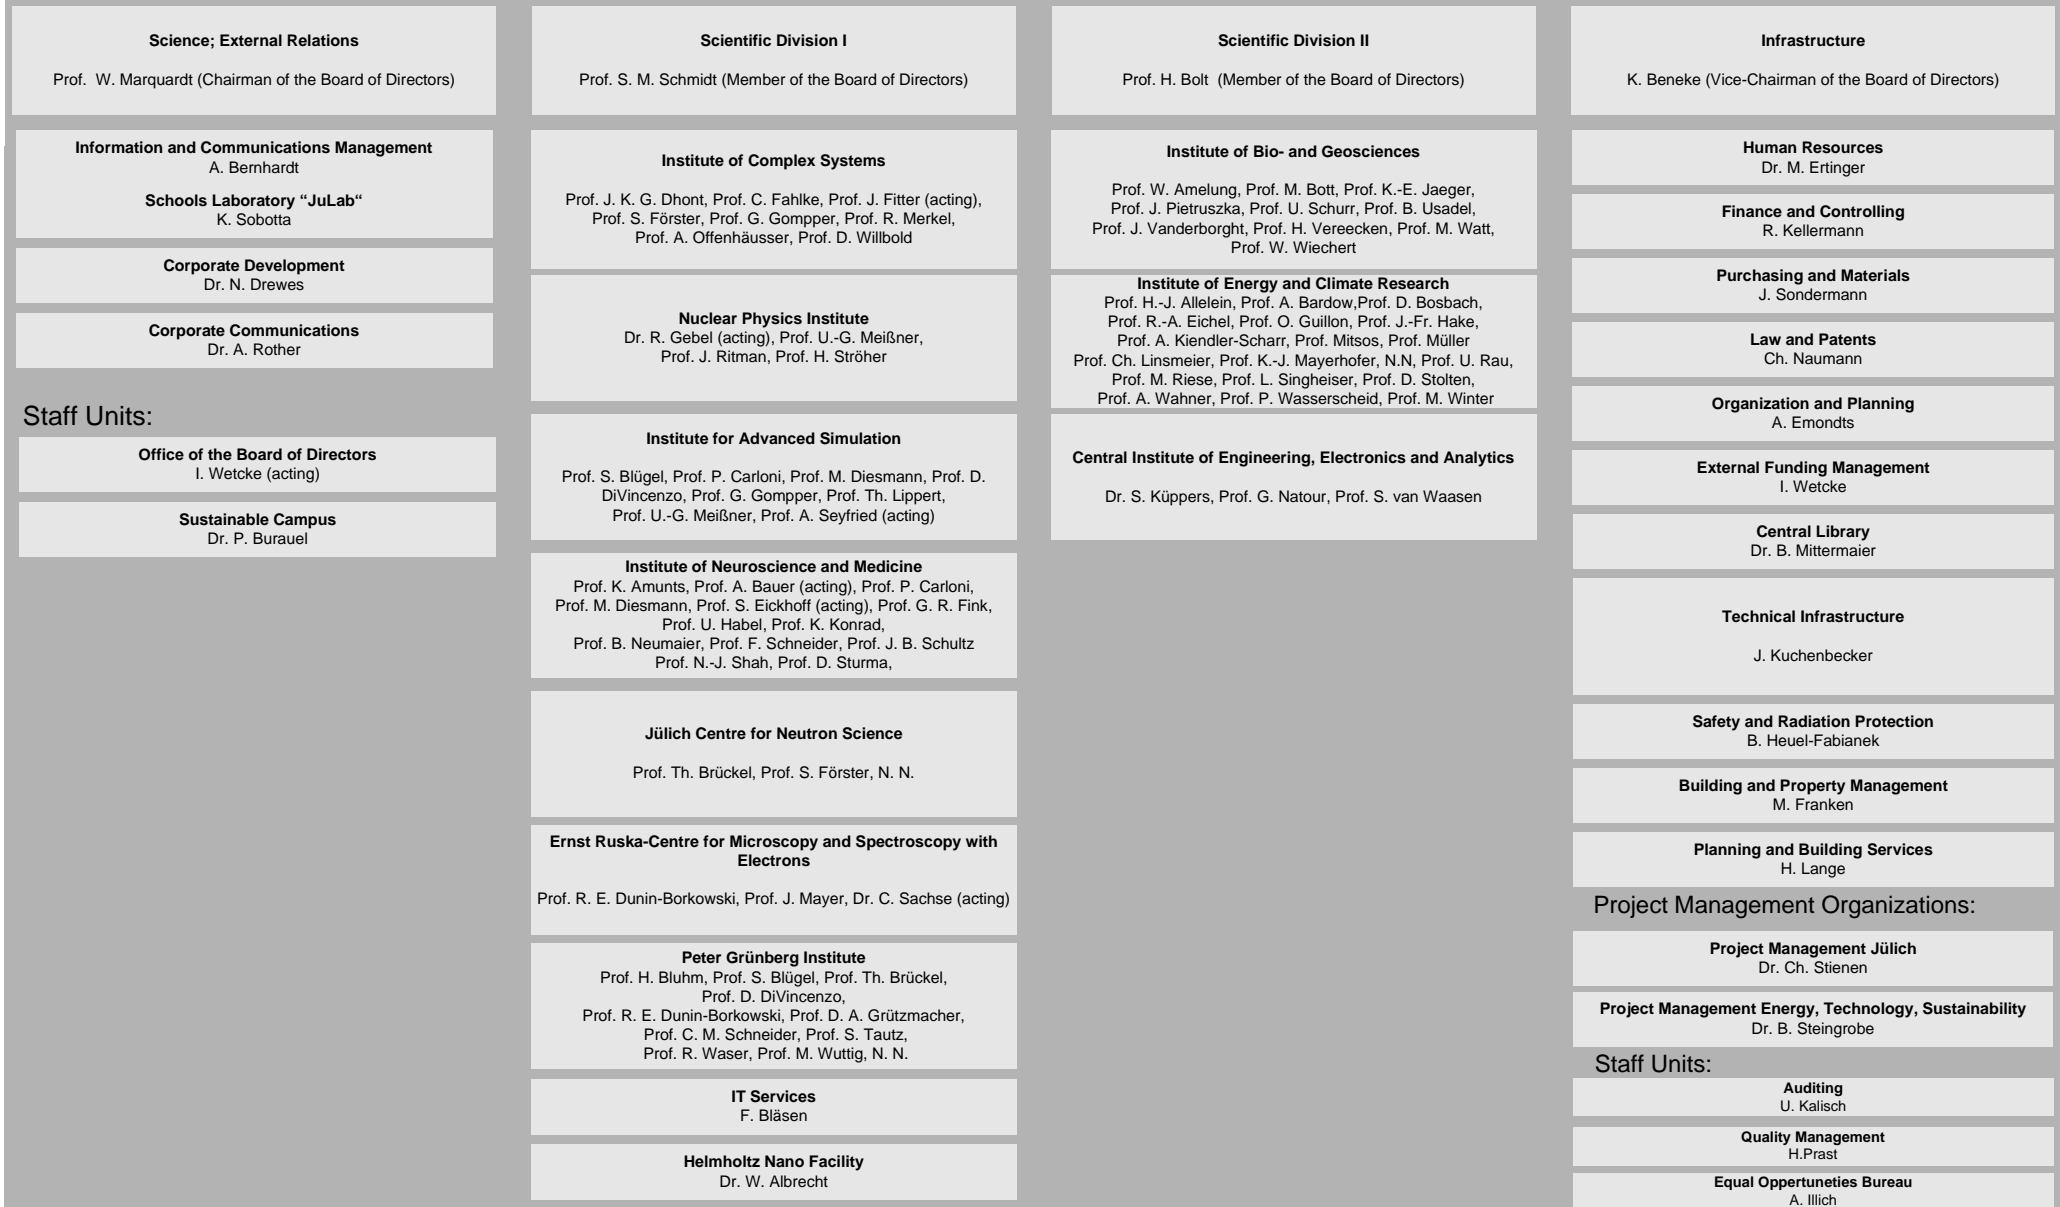 Science; External Relations
Prof. W. Marquardt (Chairman of the Board of Directors)
Information and Communications Management
A. Bernhardt
Schools Laboratory “JuLab“
K. Sobotta
Corporate Development
Dr. N. Drewes
Corporate Communications
Dr. A. Rother
Staff Units:
Office of the Board of Directors
I. Wetcke (acting)
Sustainable Campus
Dr. P. Burauel
Scientific Division I
Prof. S. M. Schmidt (Member of the Board of Directors)
Institute of Complex Systems
Prof. J. K. G. Dhont, Prof. C. Fahlke, Prof. J. Fitter (acting),
Prof. S. Förster, Prof. G. Gompper, Prof. R. Merkel,
Prof. A. Offenhäusser, Prof. D. Willbold
Nuclear Physics Institute
Dr. R. Gebel (acting), Prof. U.-G. Meißner,
Prof. J. Ritman, Prof. H. Ströher
Institute for Advanced Simulation
Prof. S. Blügel, Prof. P. Carloni, Prof. M. Diesmann, Prof. D.
DiVincenzo, Prof. G. Gompper, Prof. Th. Lippert,
Prof. U.-G. Meißner, Prof. A. Seyfried (acting)
Institute of Neuroscience and Medicine
Prof. K. Amunts, Prof. A. Bauer (acting), Prof. P. Carloni,
Prof. M. Diesmann, Prof. S. Eickhoff (acting), Prof. G. R. Fink,
Prof. U. Habel, Prof. K. Konrad,
Prof. B. Neumaier, Prof. F. Schneider, Prof. J. B. Schultz
Prof. N.-J. Shah, Prof. D. Sturma,
Jülich Centre for Neutron Science
Prof. Th. Brückel, Prof. S. Förster, N. N.
Ernst Ruska-Centre for Microscopy and Spectroscopy with
Electrons
Prof. R. E. Dunin-Borkowski, Prof. J. Mayer, Dr. C. Sachse (acting)
Peter Grünberg Institute
Prof. H. Bluhm, Prof. S. Blügel, Prof. Th. Brückel,
Prof. D. DiVincenzo,
Prof. R. E. Dunin-Borkowski, Prof. D. A. Grützmacher,
Prof. C. M. Schneider, Prof. S. Tautz,
Prof. R. Waser, Prof. M. Wuttig, N. N.
IT Services
F. Bläsen
Helmholtz Nano Facility
Dr. W. Albrecht
Scientific Division II
Prof. H. Bolt (Member of the Board of Directors)
Institute of Bio- and Geosciences
Prof. W. Amelung, Prof. M. Bott, Prof. K.-E. Jaeger,
Prof. J. Pietruszka, Prof. U. Schurr, Prof. B. Usadel,
Prof. J. Vanderborght, Prof. H. Vereecken, Prof. M. Watt,
Prof. W. Wiechert
Institute of Energy and Climate Research
Prof. H.-J. Allelein, Prof. A. Bardow,Prof. D. Bosbach,
Prof. R.-A. Eichel, Prof. O. Guillon, Prof. J.-Fr. Hake,
Prof. A. Kiendler-Scharr, Prof. Mitsos, Prof. Müller
Prof. Ch. Linsmeier, Prof. K.-J. Mayerhofer, N.N, Prof. U. Rau,
Prof. M. Riese, Prof. L. Singheiser, Prof. D. Stolten,
Prof. A. Wahner, Prof. P. Wasserscheid, Prof. M. Winter
Central Institute of Engineering, Electronics and Analytics
Dr. S. Küppers, Prof. G. Natour, Prof. S. van Waasen
Infrastructure
K. Beneke (Vice-Chairman of the Board of Directors)
Human Resources
Dr. M. Ertinger
Finance and Controlling
R. Kellermann
Purchasing and Materials
J. Sondermann
Law and Patents
Ch. Naumann
Organization and Planning
A. Emondts
External Funding Management
I. Wetcke
Central Library
Dr. B. Mittermaier
Technical Infrastructure
J. Kuchenbecker
Safety and Radiation Protection
B. Heuel-Fabianek
Building and Property Management
M. Franken
Planning and Building Services
H. Lange
Project Management Organizations:
Project Management Jülich
Dr. Ch. Stienen
Project Management Energy, Technology, Sustainability
Dr. B. Steingrobe
Staff Units:
Auditing
U. Kalisch
Quality Management
H.Prast
Equal Oppertuneties Bureau
A. Illich